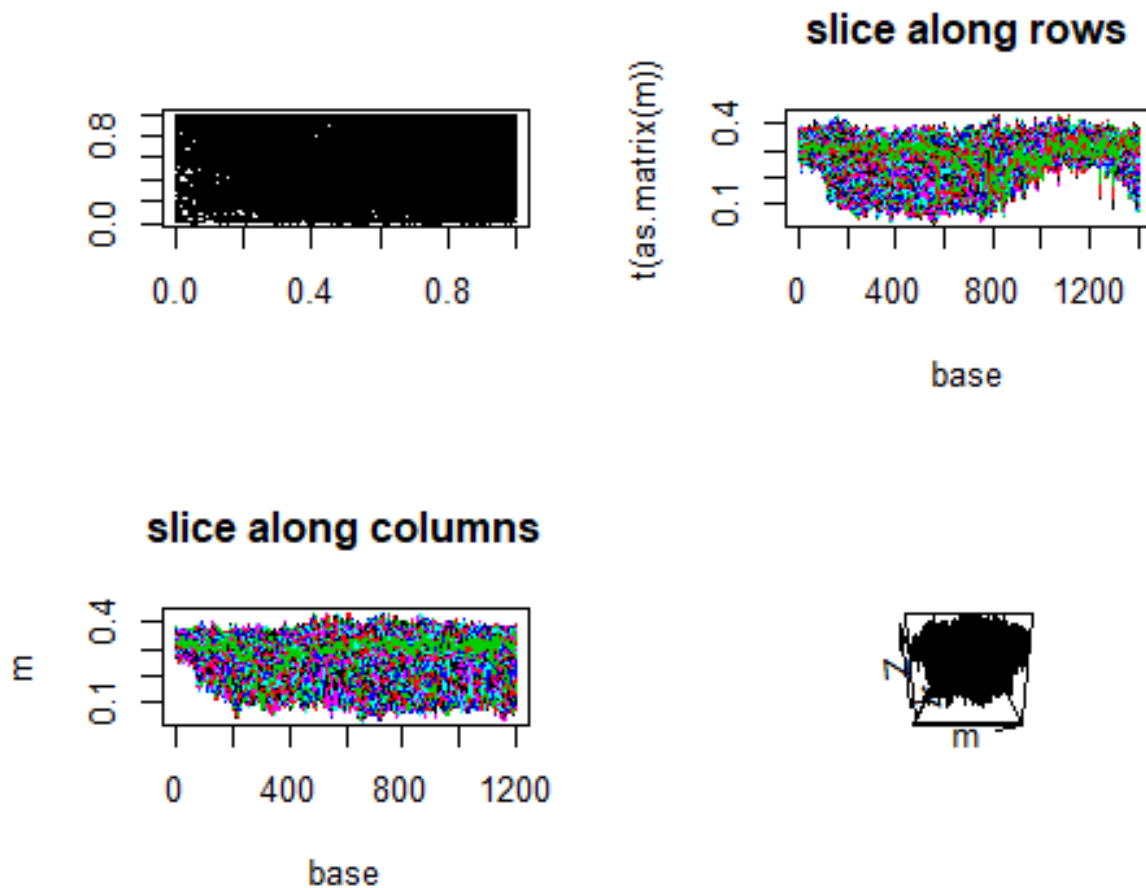 slice along rows
t(as.matrix(m))
0.8
0.0
0.0 0.4 0.8
0.4
0.1
0 400 800 1200
base
slice along columns
m
0.4
0.1
0 400 800 1200
base
Z
m